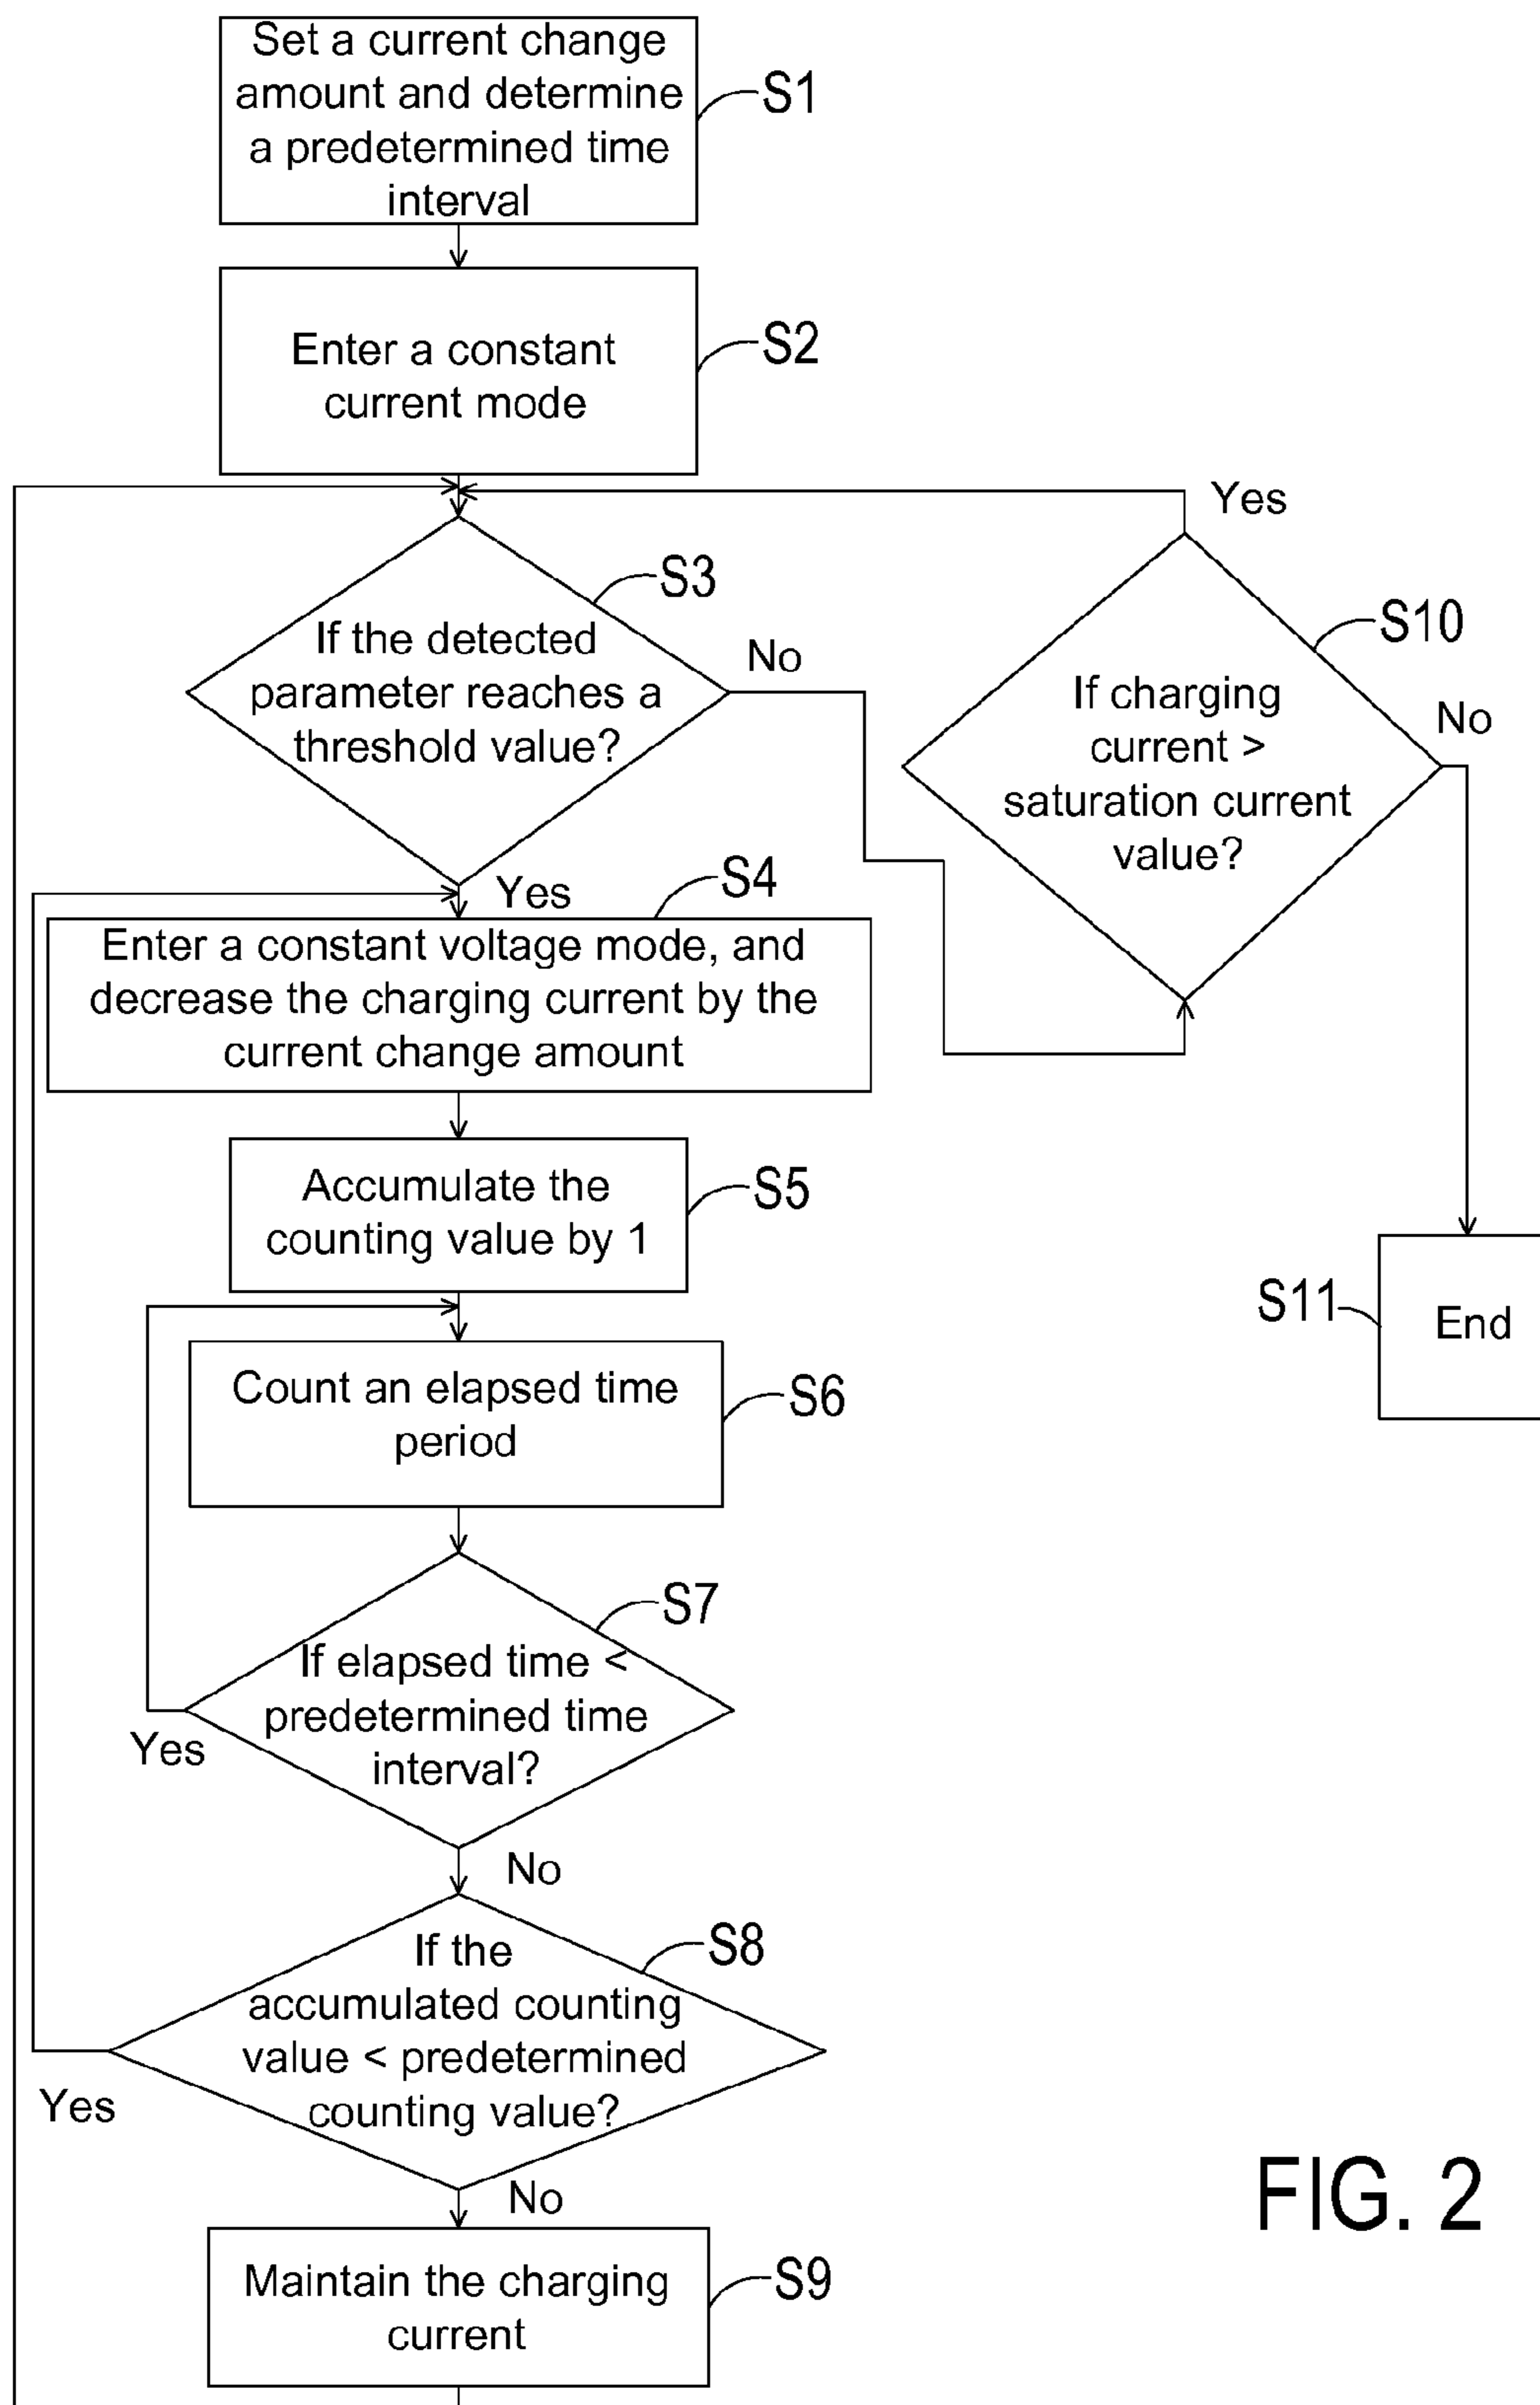 Set a current change
amount and determine
a predetermined time
interval
S1
Enter a constant
current mode
S2
Yes
S3
If the detected
parameter reaches a
threshold value?
No
S10
If charging
current >
saturation current
value?
No
Yes
S4
Enter a constant voltage mode, and
decrease the charging current by the
current change amount
Accumulate the
counting value by 1
S5
S11
End
Count an elapsed time
period
S6
S7
If elapsed time <
predetermined time
interval?
Yes
No
S8
If the
accumulated counting
value < predetermined
counting value?
Yes
No
Maintain the charging
current
S9
FIG. 2